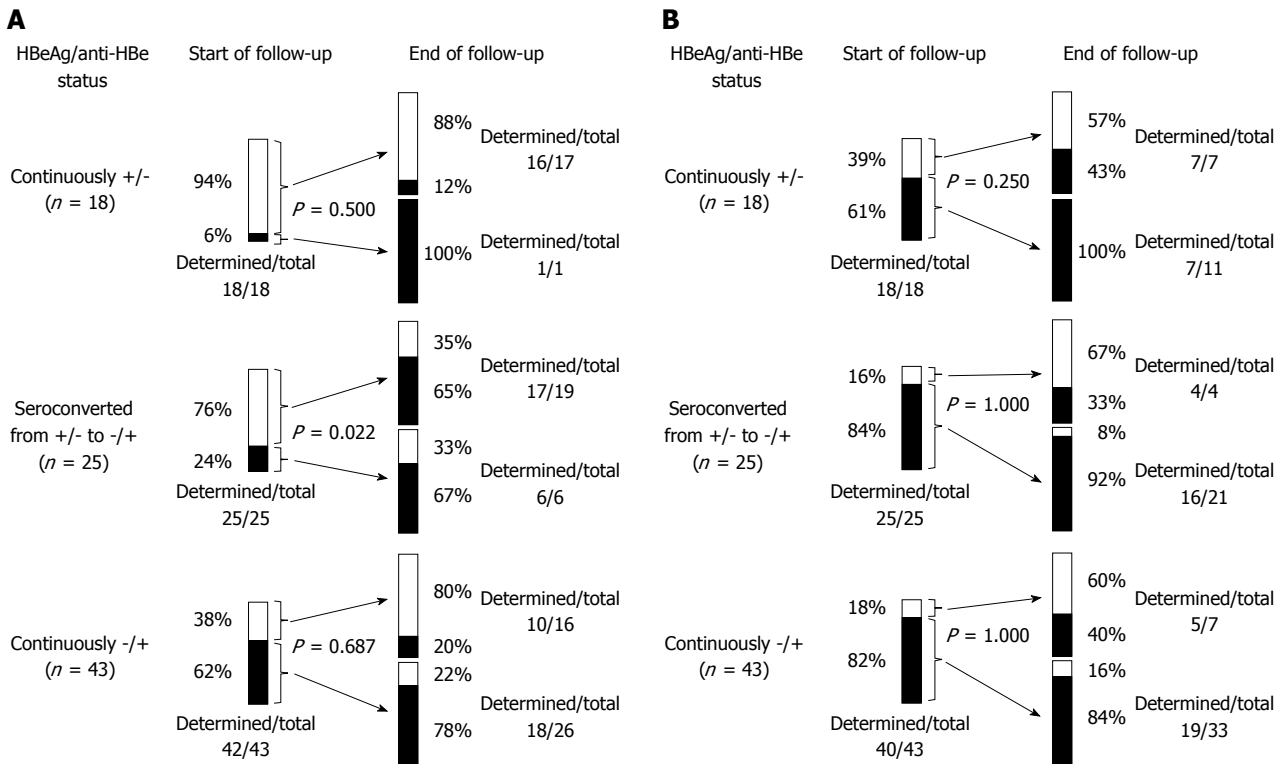 A
HBeAg/anti-HBe
status
Start of follow-up
End of follow-up
Continuously +/-
(n = 18)
94%
6%
Determined/total
18/18
P = 0.500
88%
12%
Determined/total
16/17
100%
Determined/total
1/1
Seroconverted
from +/- to -/+
(n = 25)
76%
24%
Determined/total
25/25
P = 0.022
35%
65%
Determined/total
17/19
33%
67%
Determined/total
6/6
Continuously -/+
(n = 43)
38%
62%
Determined/total
42/43
P = 0.687
80%
20%
Determined/total
10/16
22%
78%
Determined/total
18/26
B
HBeAg/anti-HBe
status
Start of follow-up
End of follow-up
Continuously +/-
(n = 18)
39%
61%
Determined/total
18/18
P = 0.250
57%
43%
Determined/total
7/7
100%
Determined/total
7/11
Seroconverted
from +/- to -/+
(n = 25)
16%
84%
Determined/total
25/25
P = 1.000
67%
33%
Determined/total
4/4
8%
92%
Determined/total
16/21
Continuously -/+
(n = 43)
18%
82%
Determined/total
40/43
P = 1.000
60%
40%
Determined/total
5/7
16%
84%
Determined/total
19/33